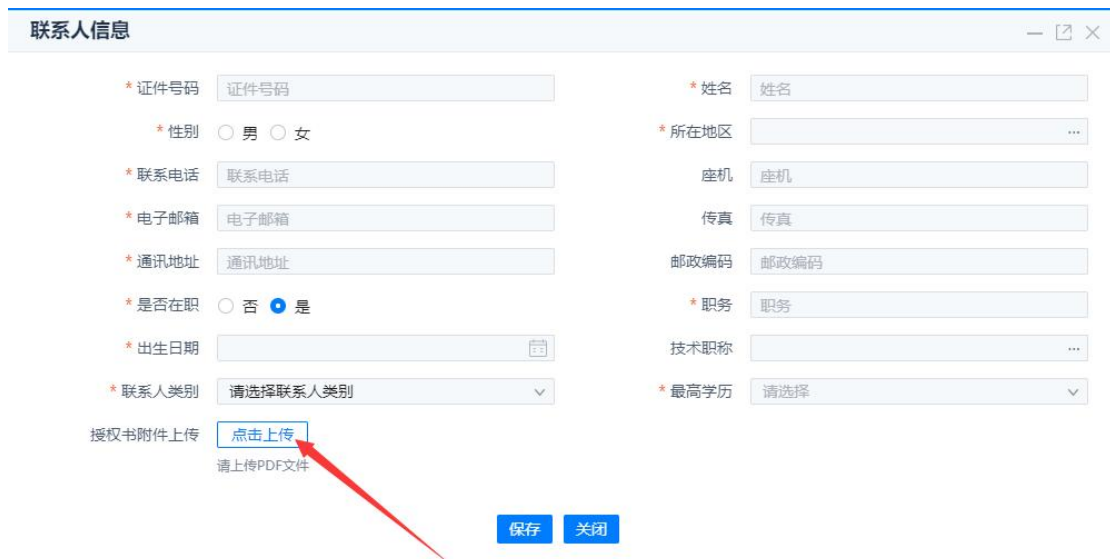 联系人信息
* 证件号码 证件号码 * 姓名 姓名
* 性别 男 女 * 所在地区 ...
* 联系电话 联系电话 座机 座机
* 电子邮箱 电子邮箱 传真 传真
* 通讯地址 通讯地址 邮政编码 邮政编码
* 是否在职 否 是 * 职务 职务
* 出生日期 技术职称 ...
* 联系人类别 请选择联系人类别 * 最高学历 请选择
授权书附件上传 点击上传
请上传PDF文件
保存 关闭